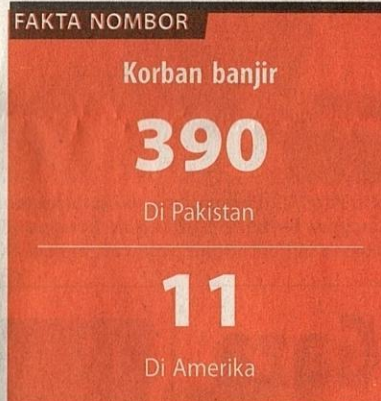 FAKTA NOMBOR
Korban banjir
390
Di Pakistan
11
Di Amerika